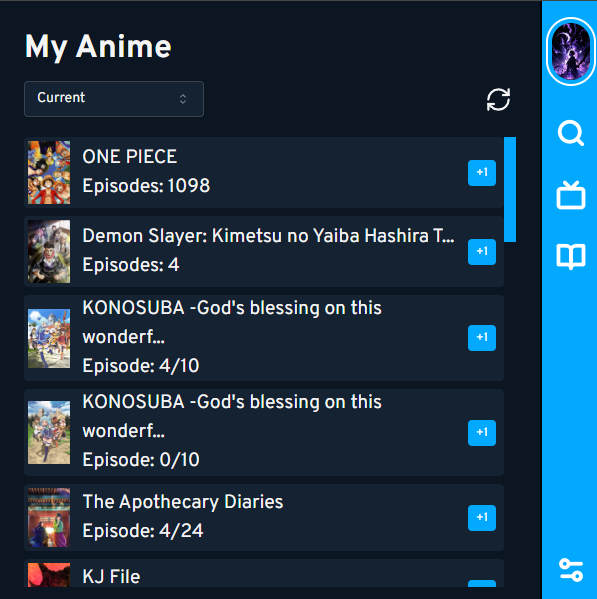 My Anime
Current
ONE PIECE
Episodes: 1098
+1
Demon Slayer: Kimetsu no Yaiba Hashira T...
Episodes: 4
+1
KONOSUBA -God's blessing on this
wonderf...
Episode: 4/10
+1
KONOSUBA -God's blessing on this
wonderf...
Episode: 0/10
+1
The Apothecary Diaries
Episode: 4/24
+1
KJ File